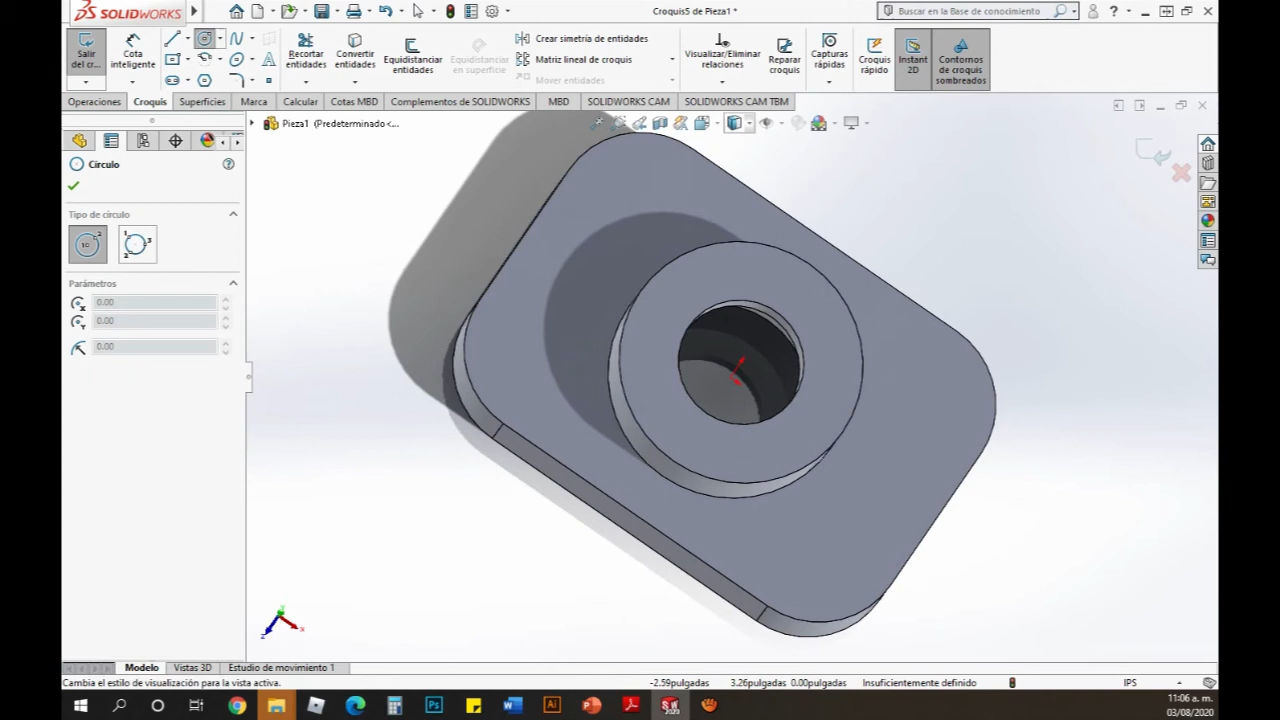 SOLIDWORKS
Croquis5 de Pieza1 *
Buscar en la Base de conocimiento
?
Salir del cr...
Cota inteligente
Recortar entidades
Convertir entidades
Equidistanciar entidades
Equidistanciar en superficie
Crear simetría de entidades
Matriz lineal de croquis
Mover entidades
Visualizar/Eliminar relaciones
Reparar croquis
Capturas rápidas
Croquis rápido
Instant 2D
Contornos de croquis sombreados
Operaciones
Croquis
Superficies
Marca
Calcular
Cotas MBD
Complementos de SOLIDWORKS
MBD
SOLIDWORKS CAM
SOLIDWORKS CAM TBM
Pieza1 (Predeterminado<...
Círculo
Tipo de círculo
Parámetros
0.00
0.00
0.00
Modelo
Vistas 3D
Estudio de movimiento 1
Cambia el estilo de visualización para la vista activa.
-2.59pulgadas
3.26pulgadas
0.00pulgadas
Insuficientemente definido
IPS
11:06 a. m.
03/08/2020